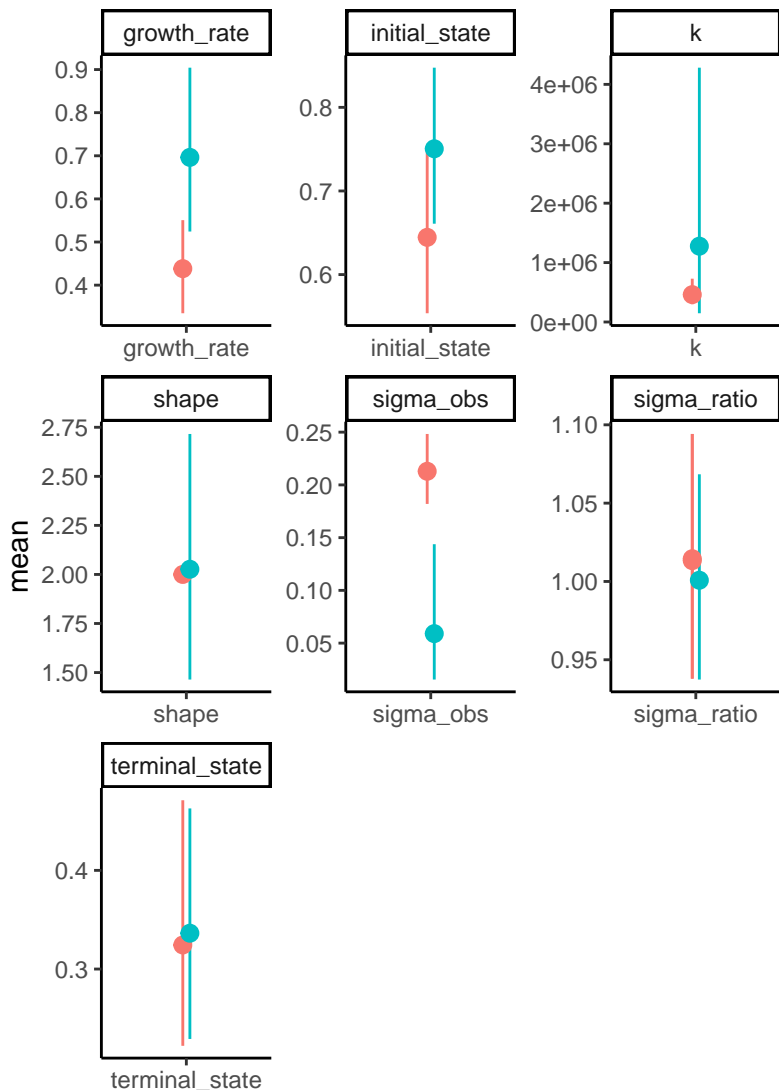 growth_rate
initial_state
k
0.9
0.8
0.7
0.6
0.5
0.4
0.8
0.7
0.6
4e+06
3e+06
2e+06
1e+06
0e+00
growth_rate
initial_state
k
shape
sigma_obs
sigma_ratio
mean
2.75
2.50
2.25
2.00
1.75
1.50
0.25
0.20
0.15
0.10
0.05
1.10
1.05
1.00
0.95
shape
sigma_obs
sigma_ratio
terminal_state
0.4
0.3
terminal_state